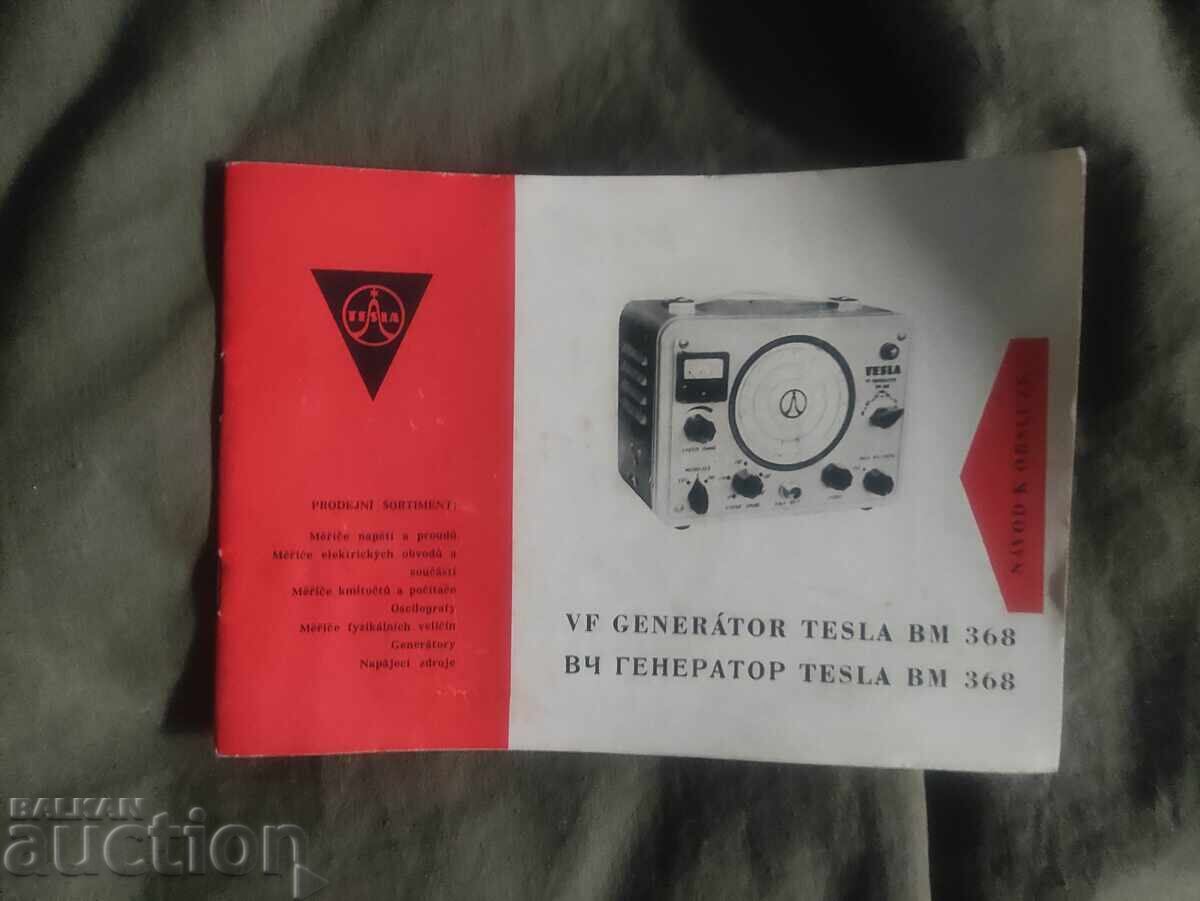 TESLA
PRODEJNÍ SORTIMENT:
Měřiče napětí a proudů
Měřiče elektrických obvodů a
součástí
Měřiče kmitočtů a počítače
Oscilografy
Měřiče fyzikálních veličin
Generátory
Napájecí zdroje
TESLA
NÁVOD K OBSLUZE
VF GENERÁTOR TESLA BM 368
ВЧ ГЕНЕРАТОР TESLA BM 368
BALKAN
auction